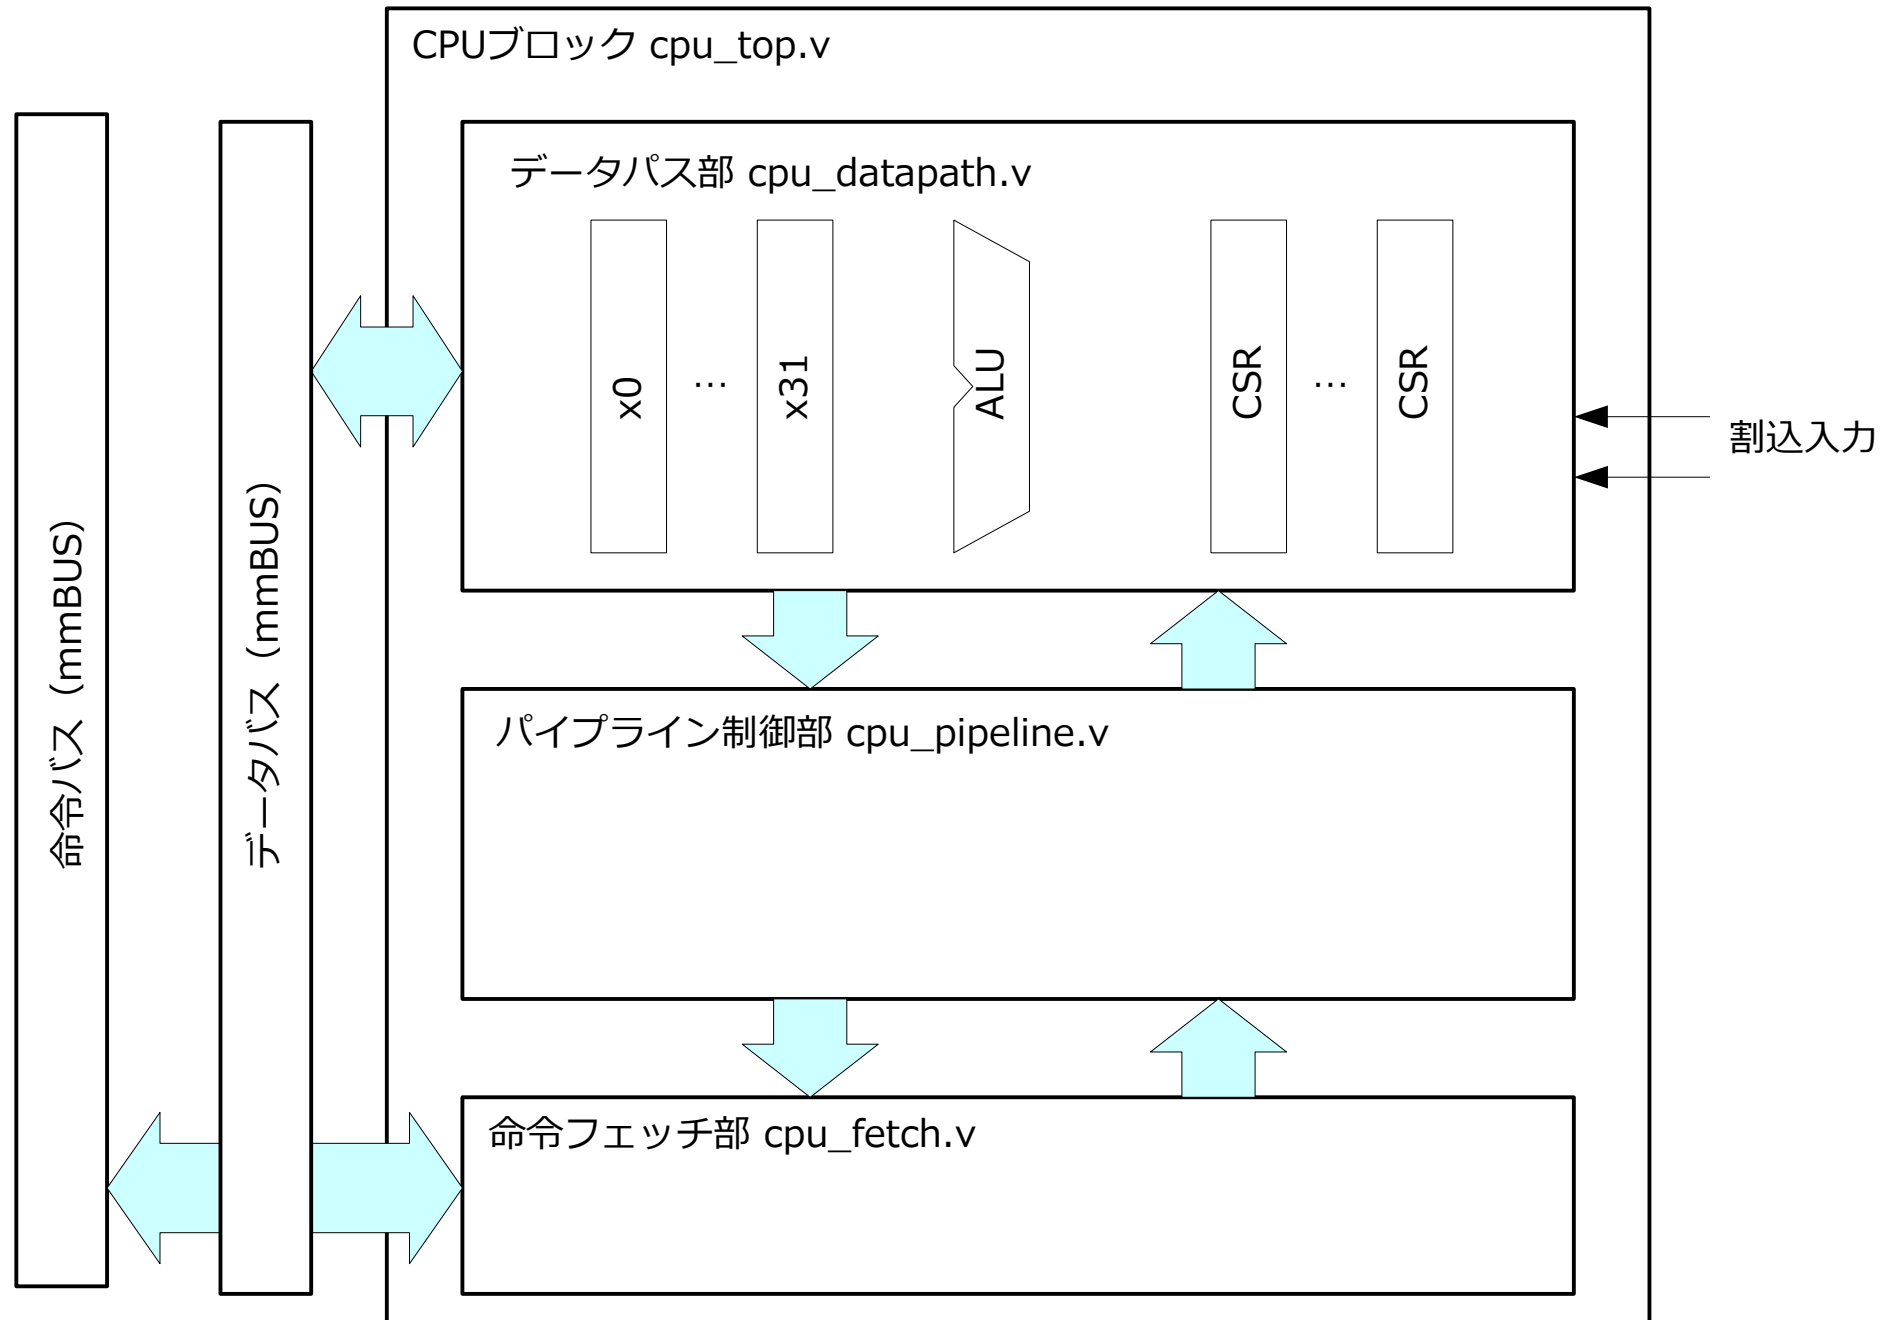 CPUブロック cpu_top.v
データパス部 cpu_datapath.v
x0
…
x31
ALU
CSR
…
CSR
割込入力
命令バス（mmBUS）
データバス（mmBUS）
パイプライン制御部 cpu_pipeline.v
命令フェッチ部 cpu_fetch.v